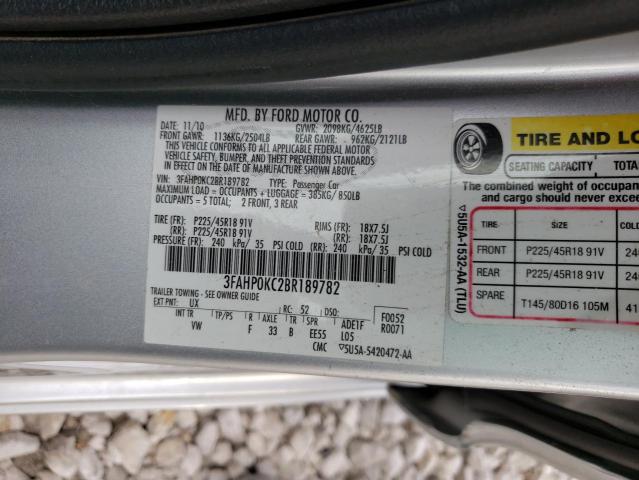 MFD. BY FORD MOTOR CO.
DATE: 11/10 GVWR: 2098KG/4625LB
FRONT GAWR: 1136KG/2504LB REAR GAWR: 962KG/2121LB
THIS VEHICLE CONFORMS TO ALL APPLICABLE FEDERAL MOTOR
VEHICLE SAFETY, BUMPER, AND THEFT PREVENTION STANDARDS
IN EFFECT ON THE DATE OF MANUFACTURE SHOWN ABOVE.
VIN: 3FAHP0KC2BR189782 TYPE: Passenger Car
MAXIMUM LOAD = OCCUPANTS + LUGGAGE = 385KG/850LB
OCCUPANTS = 5 TOTAL; 2 FRONT, 3 REAR
TIRE (FR): P225/45R18 91V RIMS (FR): 18X7.5J
TIRE (RR): P225/45R18 91V (RR): 18X7.5J
PRESSURE (FR): 240 kPa/ 35 PSI COLD (RR): 240 kPa/ 35 PSI COLD
3FAHP0KC2BR189782
TRAILER TOWING - SEE OWNER GUIDE
EXT PNT: UX RC: 52 DSO: F0052
R0071
INT TR TP/PS R AXLE TR SPR ADE1F
VW F 33 B EE55 L05
CMC ▽5U5A-5420472-AA
▽5U5A-1532-AA (TLU)
TIRE AND LO
SEATING CAPACITY TOTA
The combined weight of occupan
and cargo should never excee
TIRE SIZE COLD
FRONT P225/45R18 91V 24
REAR P225/45R18 91V 24
SPARE T145/80D16 105M 41